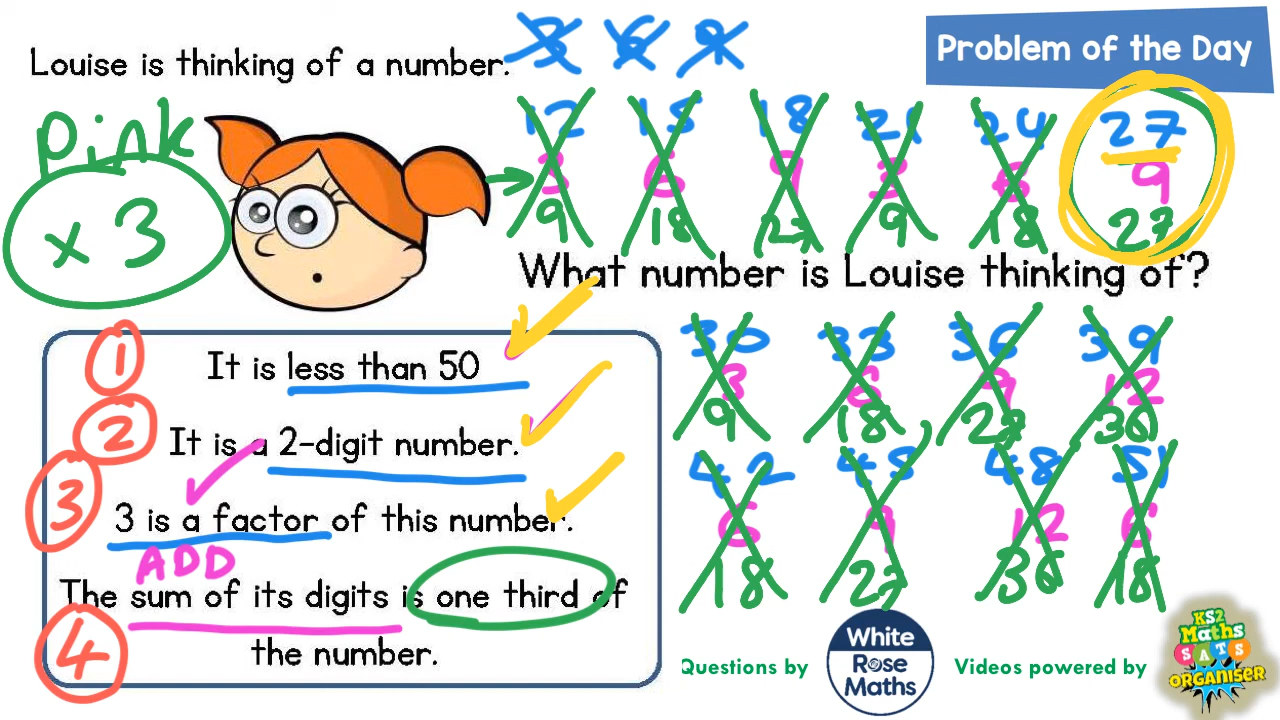 Louise is thinking of a number.
3 6 9
Problem of the Day
Pink
x 3
12 15 18 21 24 27
3 6 9 3 6 9
9 18 27 9 18 27
What number is Louise thinking of?
1
It is less than 50
2
It is a 2-digit number.
3
3 is a factor of this number.
ADD
The sum of its digits is one third of
4
the number.
30 33 36 39
3 6 9 12
9 18 27 36
42 45 48 51
6 9 12 6
18 27 36 18
Questions by
White
Rose
Maths
Videos powered by
KS2
Maths
SATS
ORGANISER